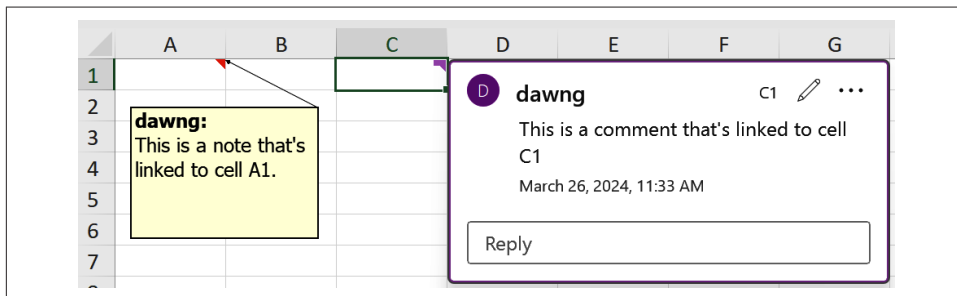 A B C D E F G
1
2
3
4
5
6
7
dawng:
This is a note that's
linked to cell A1.
D dawng C1
This is a comment that's linked to cell
C1
March 26, 2024, 11:33 AM
Reply